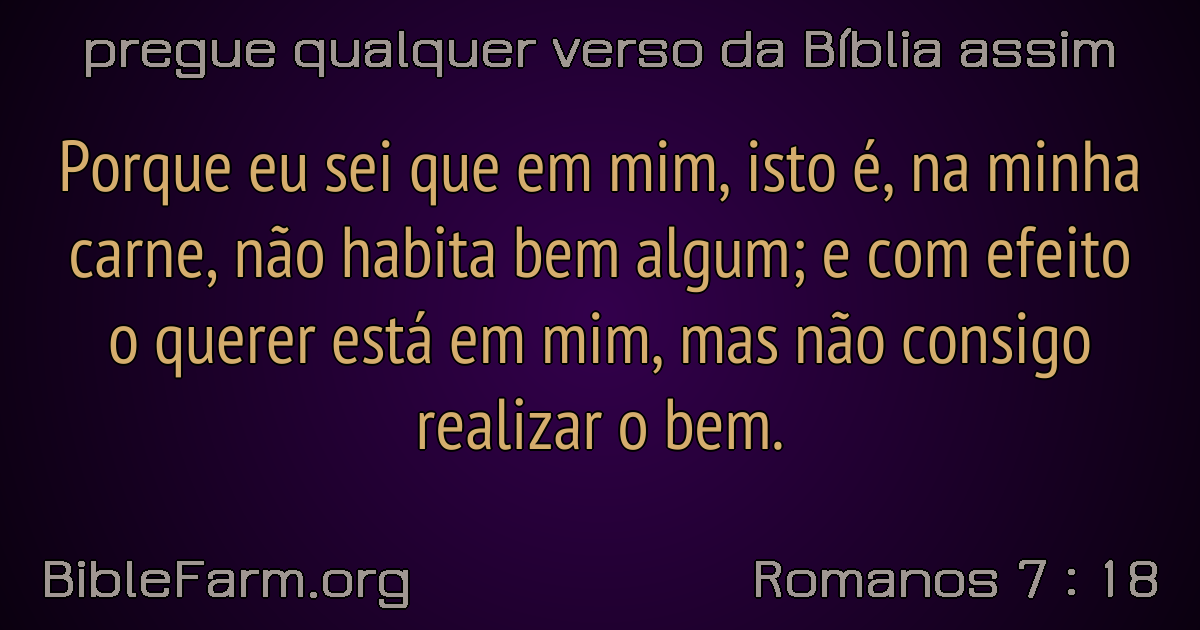 pregue qualquer verso da Bíblia assim
Porque eu sei que em mim, isto é, na minha
carne, não habita bem algum; e com efeito
o querer está em mim, mas não consigo
realizar o bem.
BibleFarm.org
Romanos 7 : 18